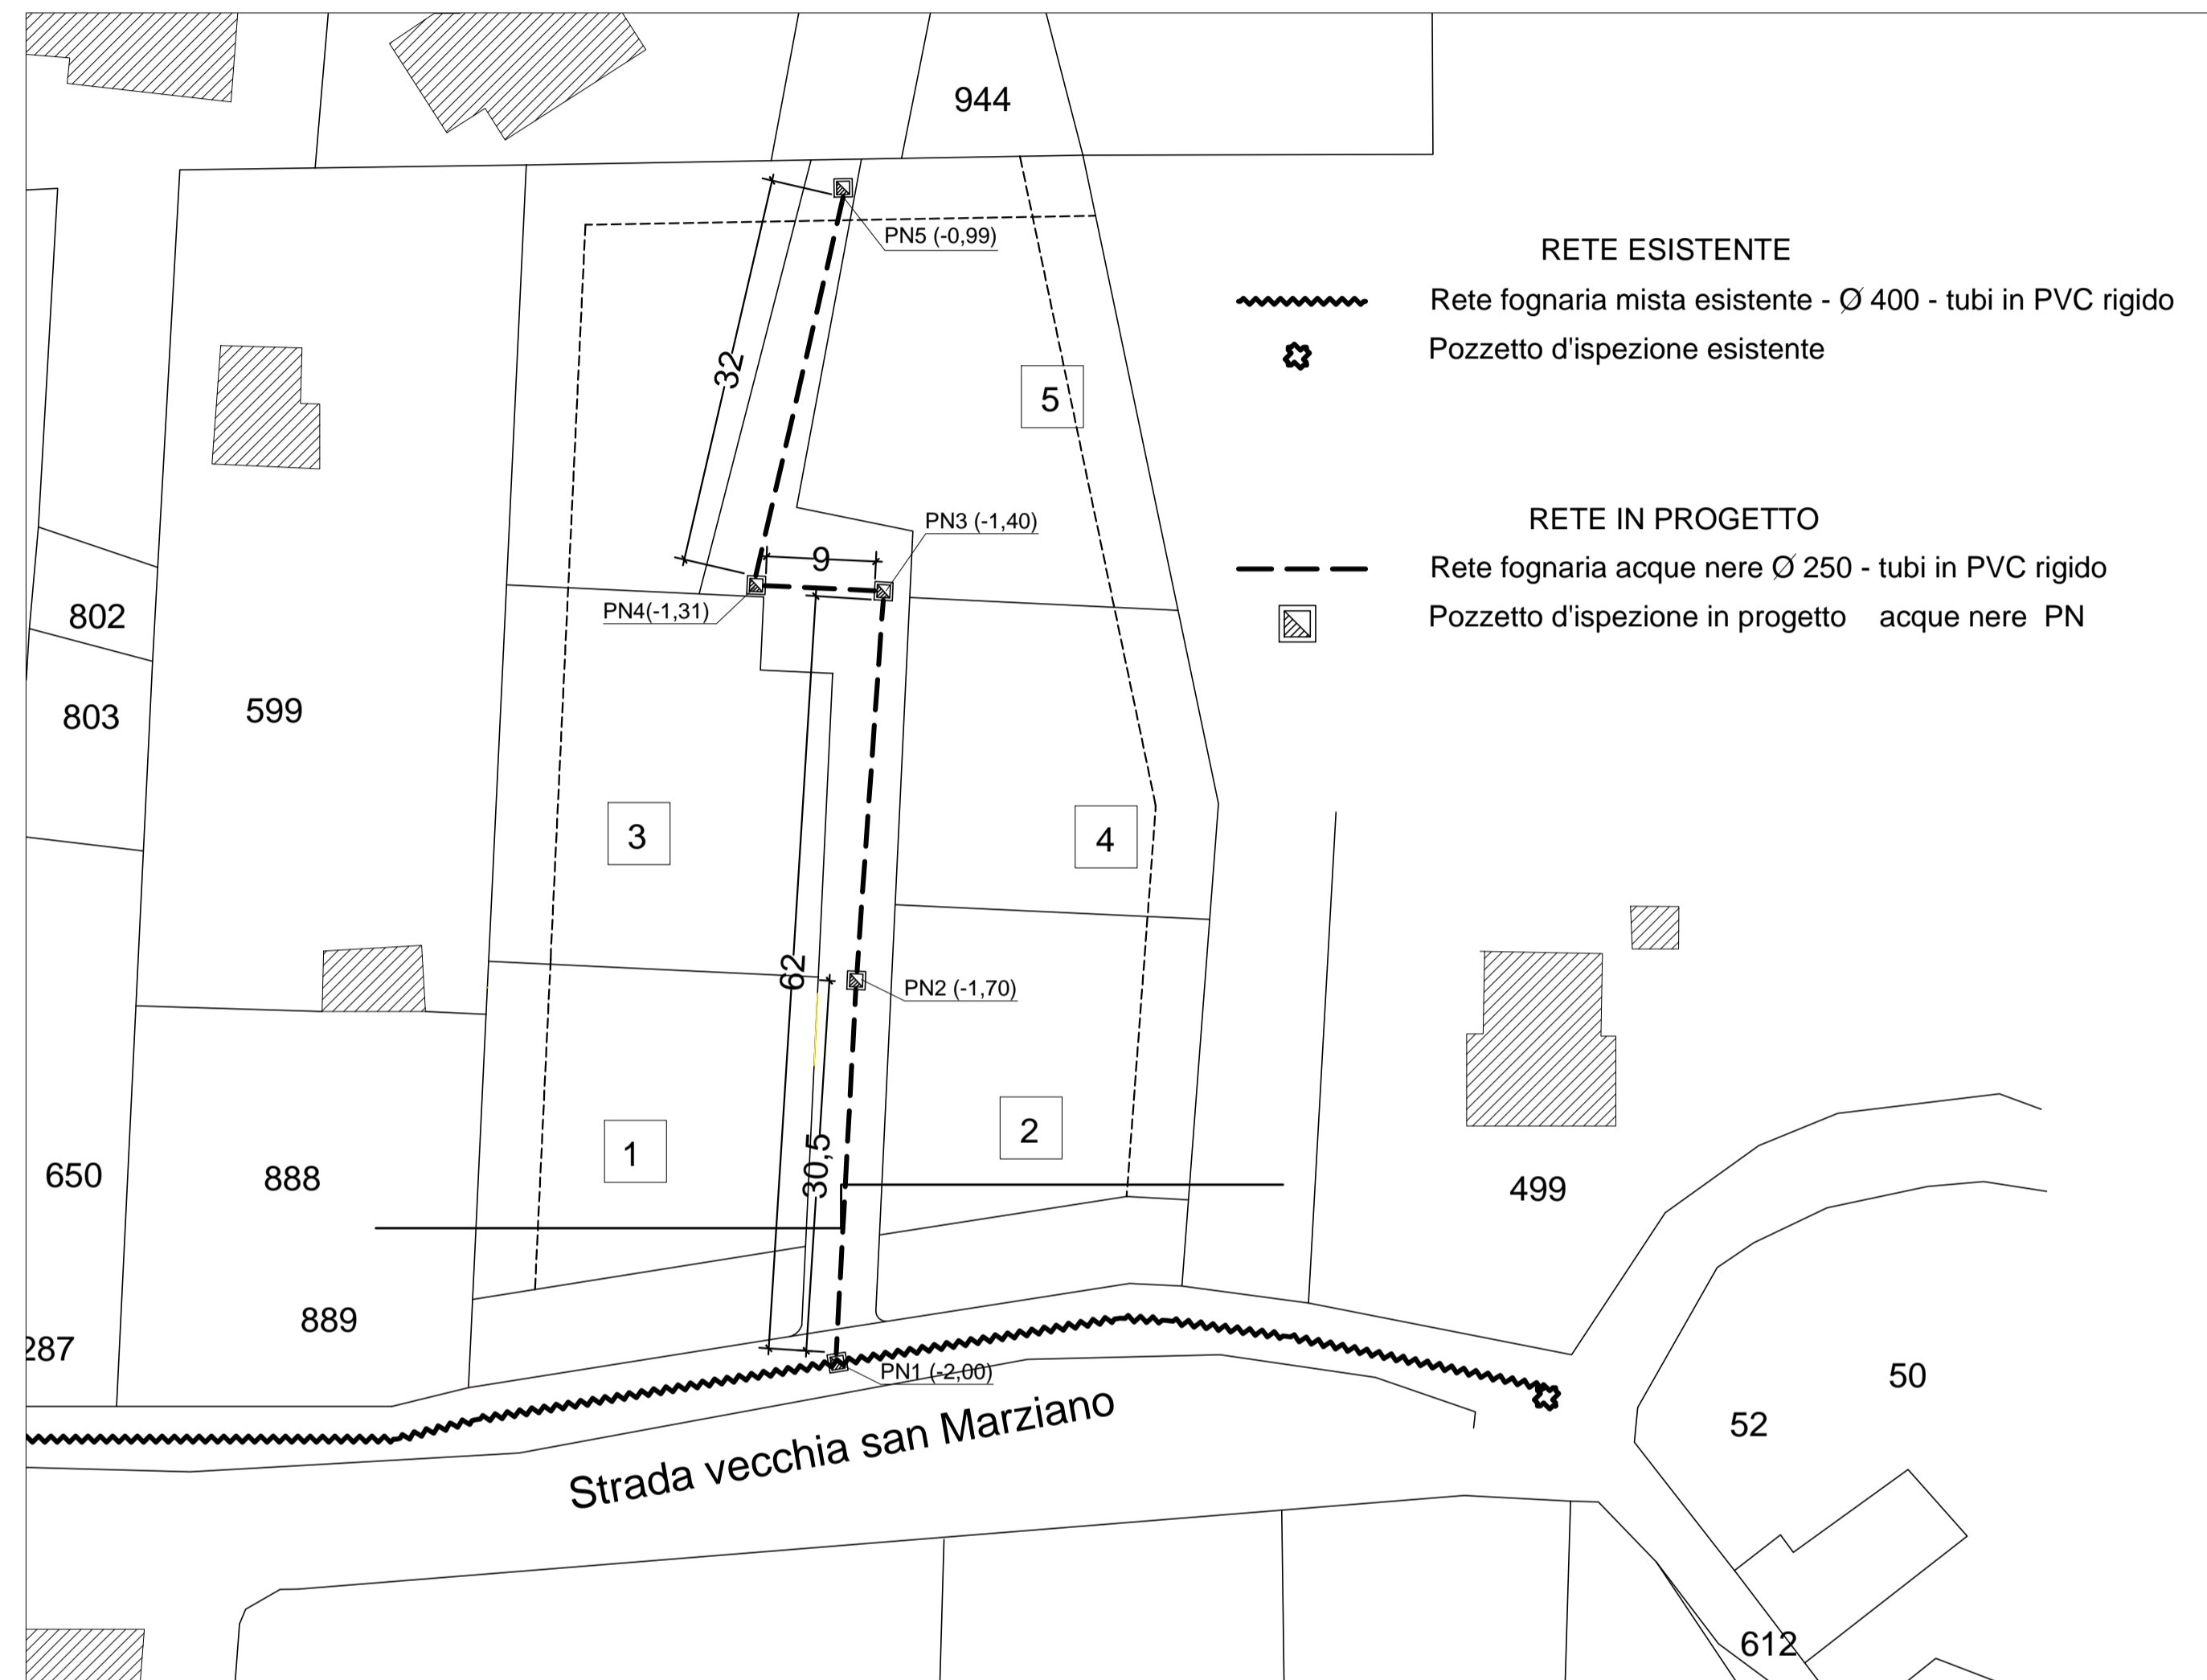 944
PN5 (-0,99)
RETE ESISTENTE
Rete fognaria mista esistente - Ø 400 - tubi in PVC rigido
Pozzetto d'ispezione esistente
32
5
RETE IN PROGETTO
PN3 (-1,40)
9
Rete fognaria acque nere Ø 250 - tubi in PVC rigido
PN4(-1,31)
Pozzetto d'ispezione in progetto acque nere PN
802
803
599
3
4
62
PN2 (-1,70)
1
2
30,5
650
888
499
889
287
PN1 (-2,00)
50
52
Strada vecchia san Marziano
612